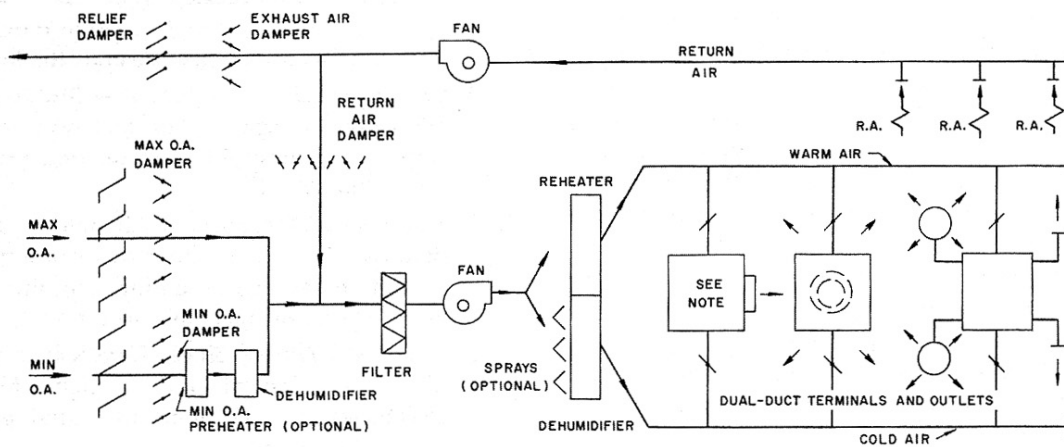 RELIEF
DAMPER
EXHAUST AIR
DAMPER
FAN
RETURN
AIR
RETURN
AIR
DAMPER
R.A.
R.A.
R.A.
MAX O.A.
DAMPER
WARM AIR
REHEATER
MAX
O.A.
FAN
SEE
NOTE
MIN O.A.
DAMPER
MIN
O.A.
FILTER
SPRAYS
(OPTIONAL)
DEHUMIDIFIER
MIN O.A.
PREHEATER (OPTIONAL)
DUAL-DUCT TERMINALS AND OUTLETS
DEHUMIDIFIER
COLD AIR